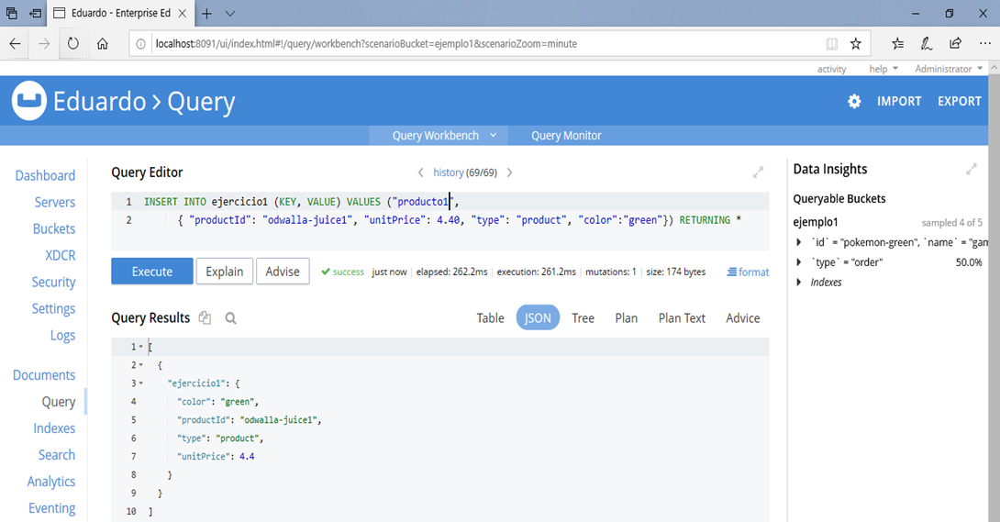 Eduardo - Enterprise Ed
localhost:8091/ui/index.html#!/query/workbench?scenarioBucket=ejemplo1&scenarioZoom=minute
activity help Administrator
Eduardo > Query
IMPORT EXPORT
Query Workbench Query Monitor
Dashboard
Servers
Buckets
XDCR
Security
Settings
Logs
Documents
Query
Indexes
Search
Analytics
Eventing
Query Editor
history (69/69)
1 INSERT INTO ejercicio1 (KEY, VALUE) VALUES ("producto1",
2 { "productId": "odwalla-juice1", "unitPrice": 4.40, "type": "product", "color":"green"}) RETURNING *
Execute Explain Advise success just now | elapsed: 262.2ms | execution: 261.2ms | mutations: 1 | size: 174 bytes format
Query Results
Table JSON Tree Plan Plan Text Advice
1 [
2 {
3 "ejercicio1": {
4 "color": "green",
5 "productId": "odwalla-juice1",
6 "type": "product",
7 "unitPrice": 4.4
8 }
9 }
10 ]
Data Insights
Queryable Buckets
ejemplo1 sampled 4 of 5
`id` = "pokemon-green", `name` = "gam
`type` = "order" 50.0%
Indexes